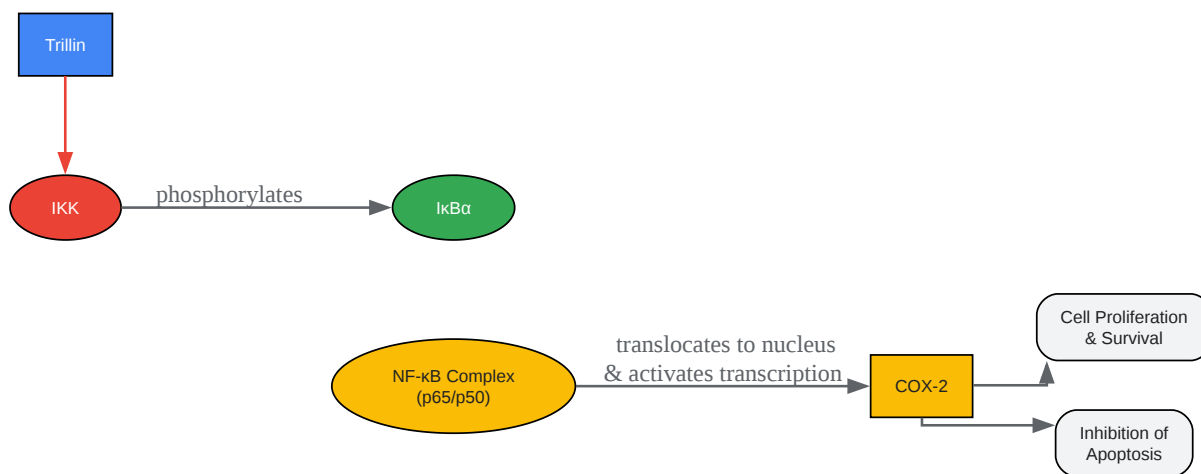 Trillin
IKK
phosphorylates
IκBα
NF-κB Complex
(p65/p50)
translocates to nucleus
& activates transcription
COX-2
Cell Proliferation
& Survival
Inhibition of
Apoptosis